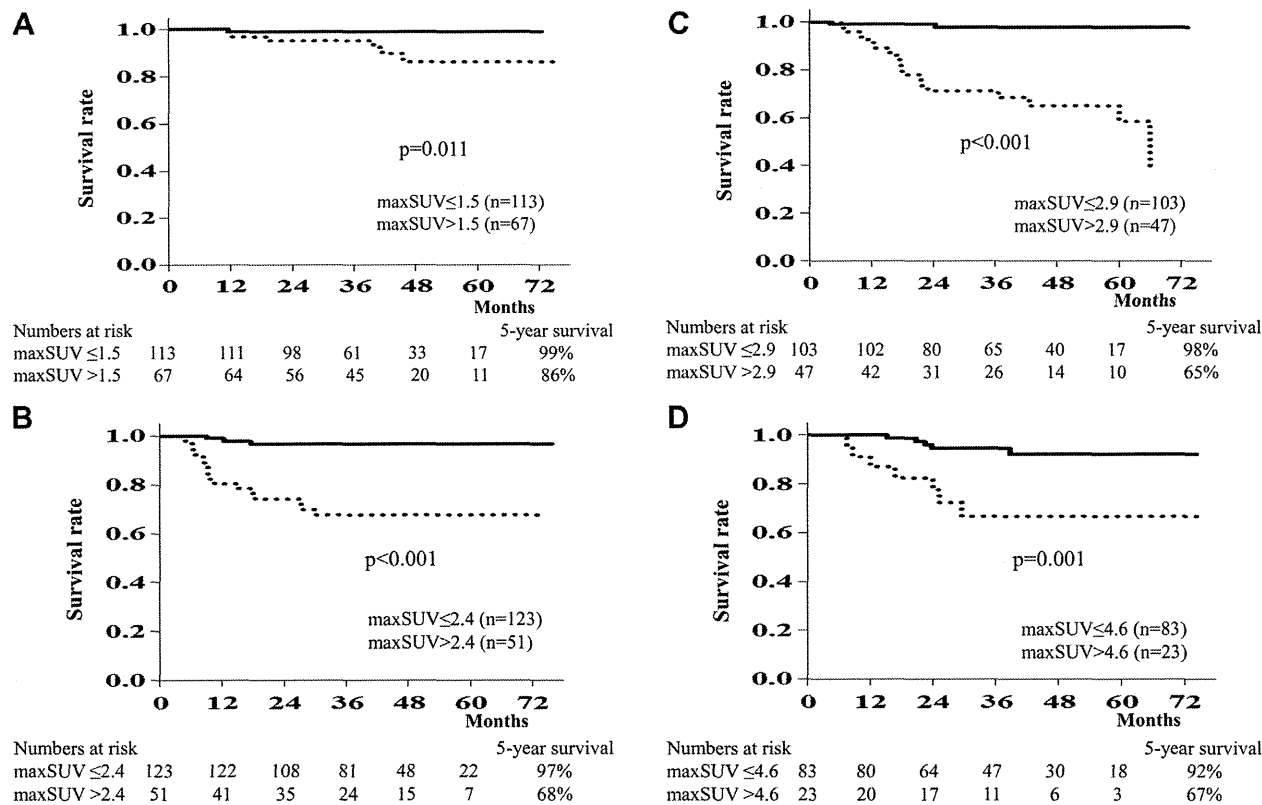 A
1.0
0.8
0.6
0.4
0.2
0.0
Survival rate
p=0.011
maxSUV≤1.5 (n=113)
maxSUV>1.5 (n=67)
0 12 24 36 48 60 72
Months
Numbers at risk 5-year survival
maxSUV ≤1.5 113 111 98 61 33 17 99%
maxSUV >1.5 67 64 56 45 20 11 86%
B
1.0
0.8
0.6
0.4
0.2
0.0
Survival rate
p<0.001
maxSUV≤2.4 (n=123)
maxSUV>2.4 (n=51)
0 12 24 36 48 60 72
Months
Numbers at risk 5-year survival
maxSUV ≤2.4 123 122 108 81 48 22 97%
maxSUV >2.4 51 41 35 24 15 7 68%
C
1.0
0.8
0.6
0.4
0.2
0.0
Survival rate
p<0.001
maxSUV≤2.9 (n=103)
maxSUV>2.9 (n=47)
0 12 24 36 48 60 72
Months
Numbers at risk 5-year survival
maxSUV ≤2.9 103 102 80 65 40 17 98%
maxSUV >2.9 47 42 31 26 14 10 65%
D
1.0
0.8
0.6
0.4
0.2
0.0
Survival rate
p=0.001
maxSUV≤4.6 (n=83)
maxSUV>4.6 (n=23)
0 12 24 36 48 60 72
Months
Numbers at risk 5-year survival
maxSUV ≤4.6 83 80 64 47 30 18 92%
maxSUV >4.6 23 20 17 11 6 3 67%